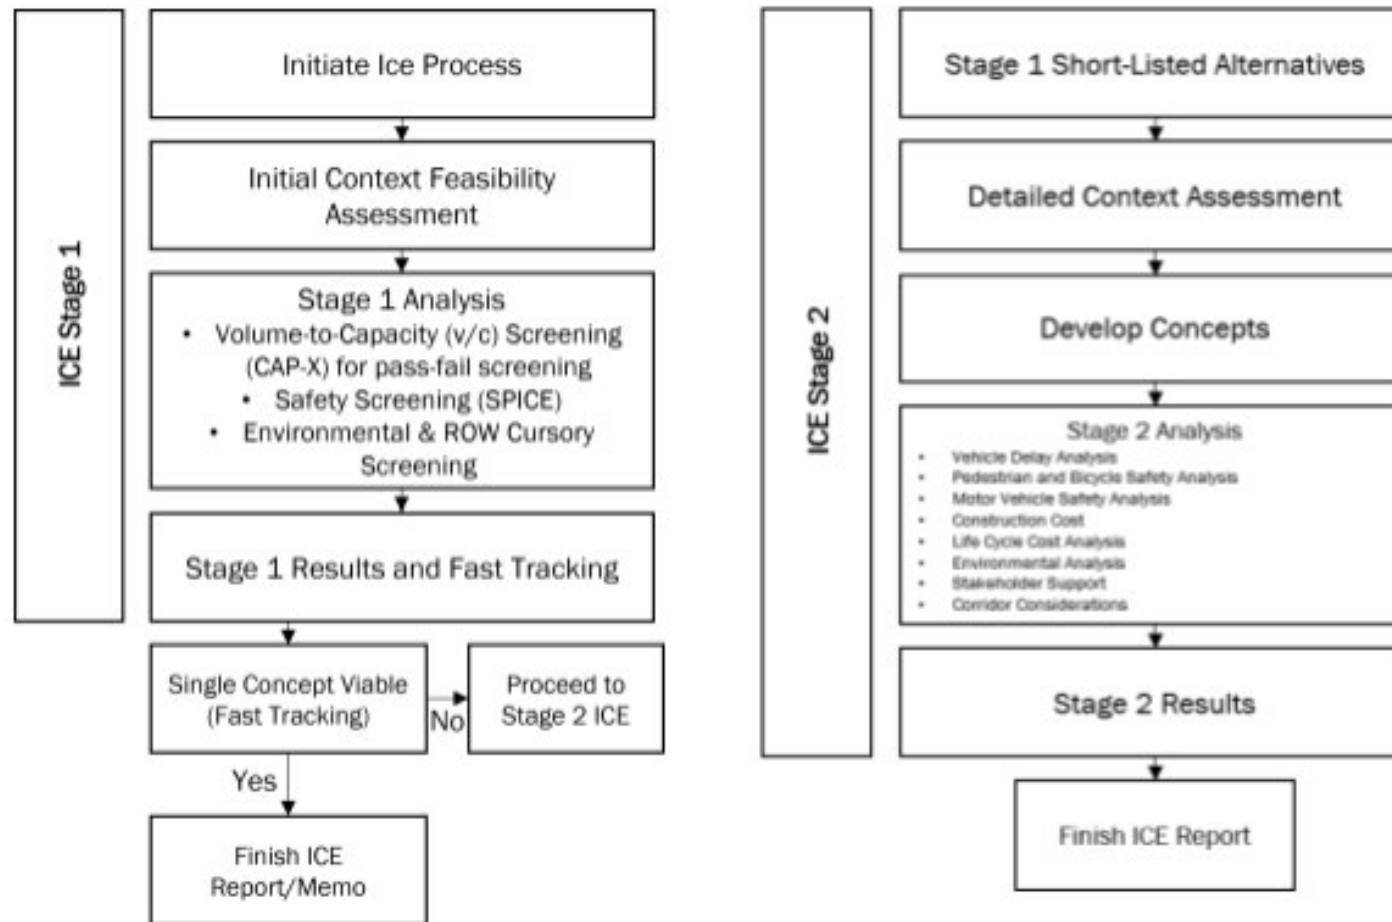 ICE Stage 1
Initiate Ice Process
Initial Context Feasibility
Assessment
Stage 1 Analysis
• Volume-to-Capacity (v/c) Screening
(CAP-X) for pass-fail screening
• Safety Screening (SPICE)
• Environmental & ROW Cursory
Screening
Stage 1 Results and Fast Tracking
Single Concept Viable
(Fast Tracking)
No
Proceed to
Stage 2 ICE
Yes
Finish ICE
Report/Memo
ICE Stage 2
Stage 1 Short-Listed Alternatives
Detailed Context Assessment
Develop Concepts
Stage 2 Analysis
• Vehicle Delay Analysis
• Pedestrian and Bicycle Safety Analysis
• Motor Vehicle Safety Analysis
• Construction Cost
• Life Cycle Cost Analysis
• Environmental Analysis
• Stakeholder Support
• Corridor Considerations
Stage 2 Results
Finish ICE Report